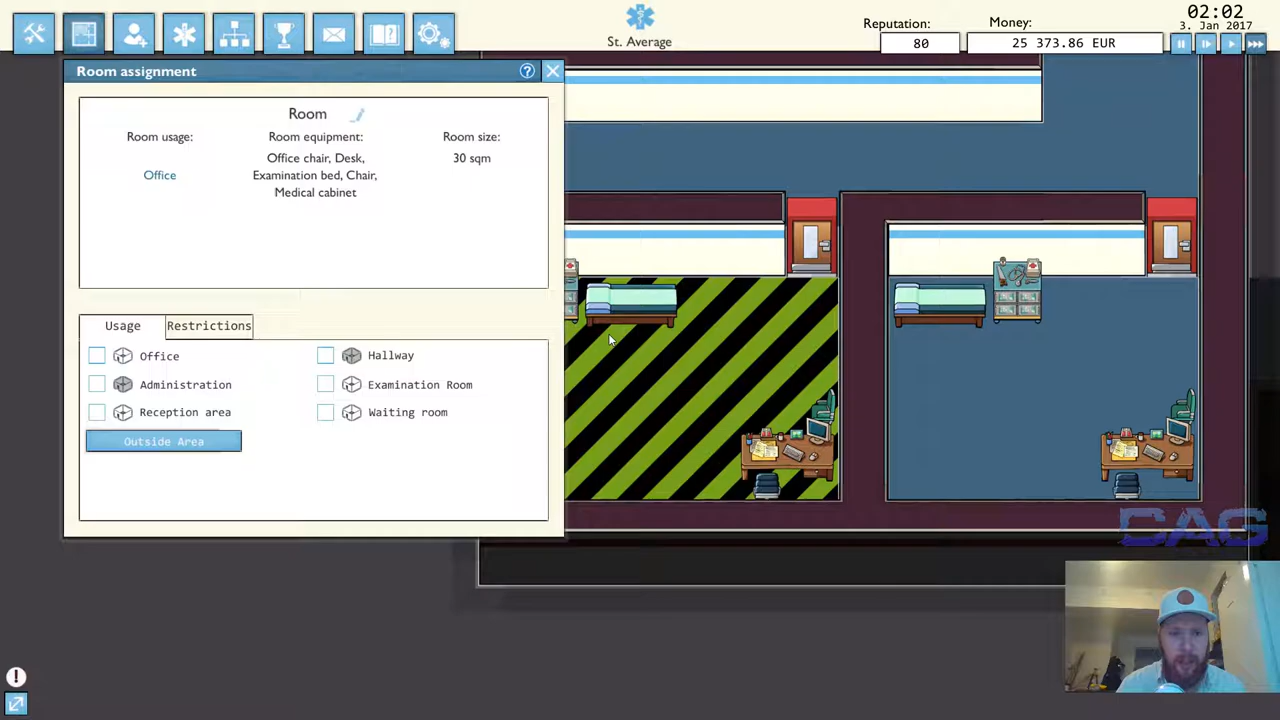 St. Average
Reputation:
80
Money:
25 373.86 EUR
02:02
3. Jan 2017
Room assignment
?
Room
Room usage:
Room equipment:
Room size:
Office
Office chair, Desk,
Examination bed, Chair,
Medical cabinet
30 sqm
Usage
Restrictions
Office
Hallway
Administration
Examination Room
Reception area
Waiting room
Outside Area
CAG
!